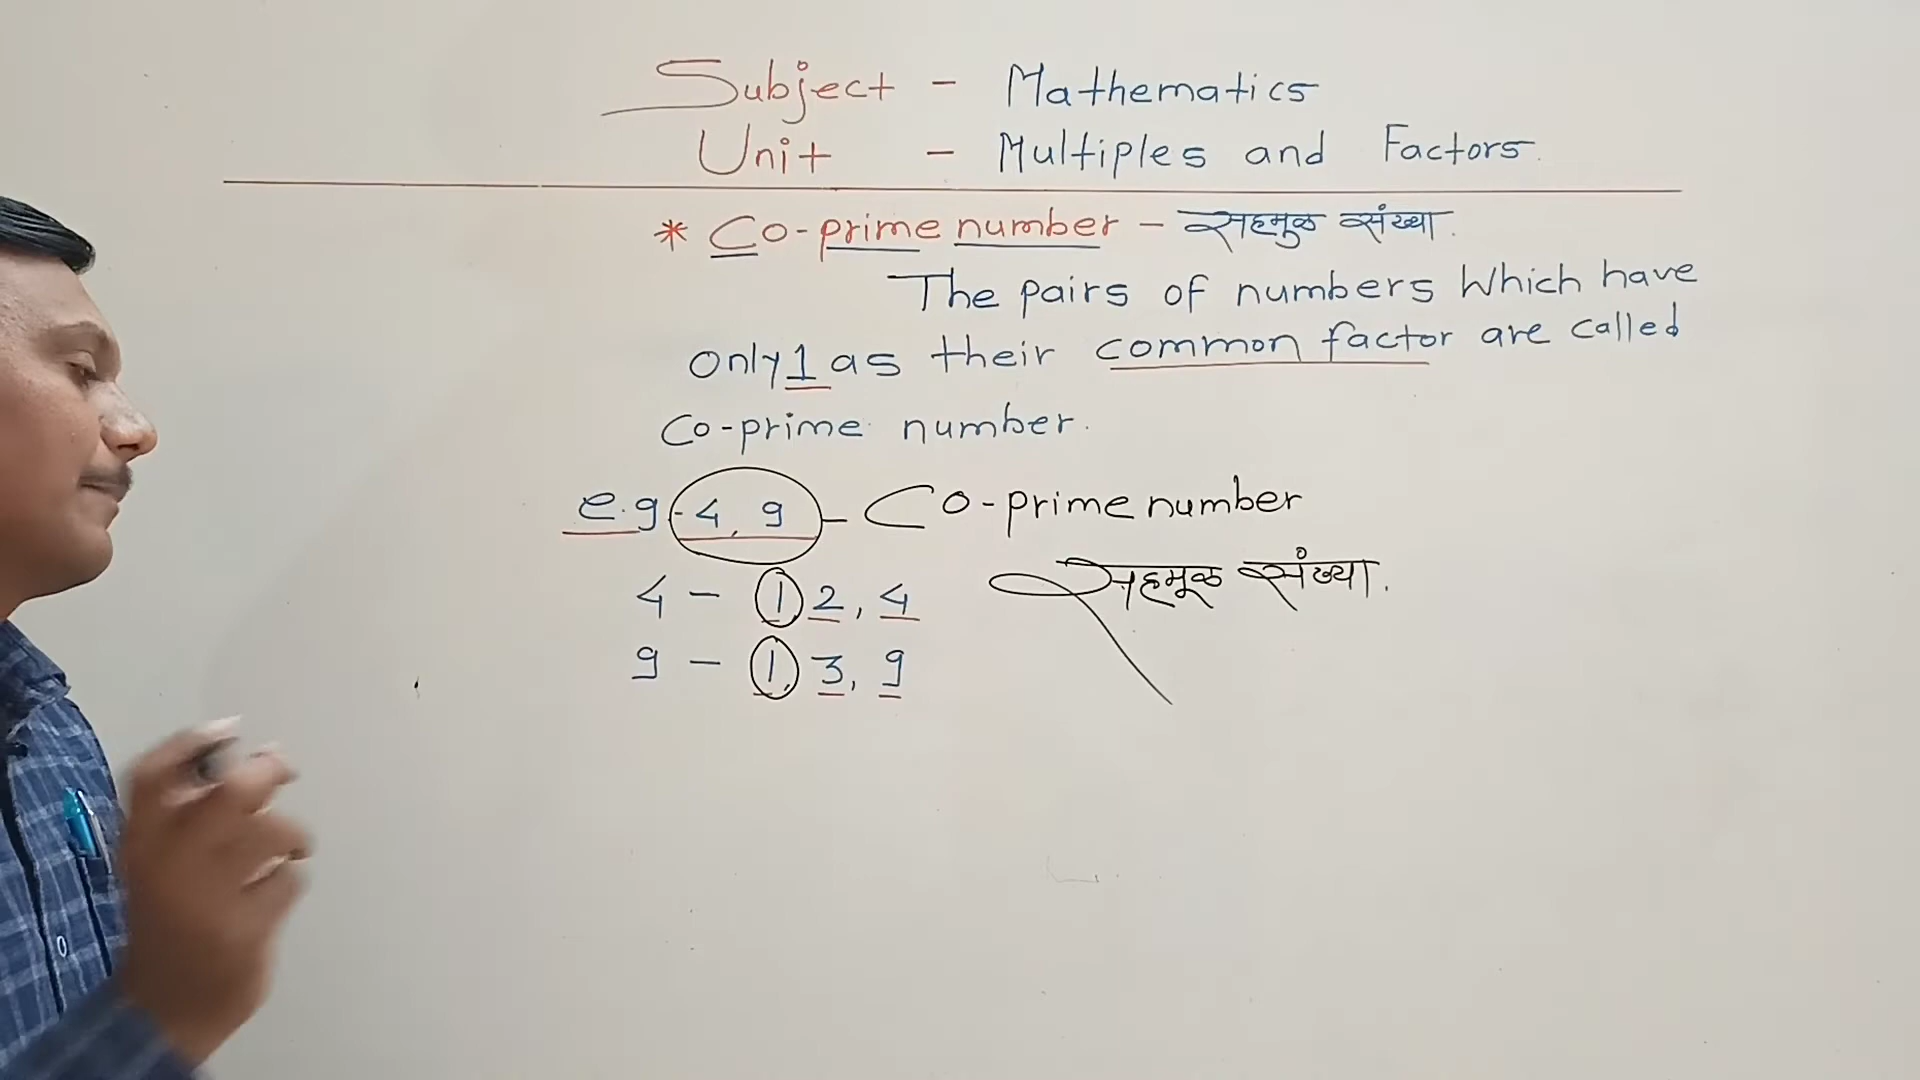 Subject - Mathematics
Unit - Multiples and Factors.
* Co-prime number - सहमुळ संख्या.
The pairs of numbers Which have
only 1 as their common factor are called
Co-prime number.
e.g - 4, 9 - Co-prime number
सहमूळ संख्या.
4 - 1 2, 4
9 - 1, 3, 9